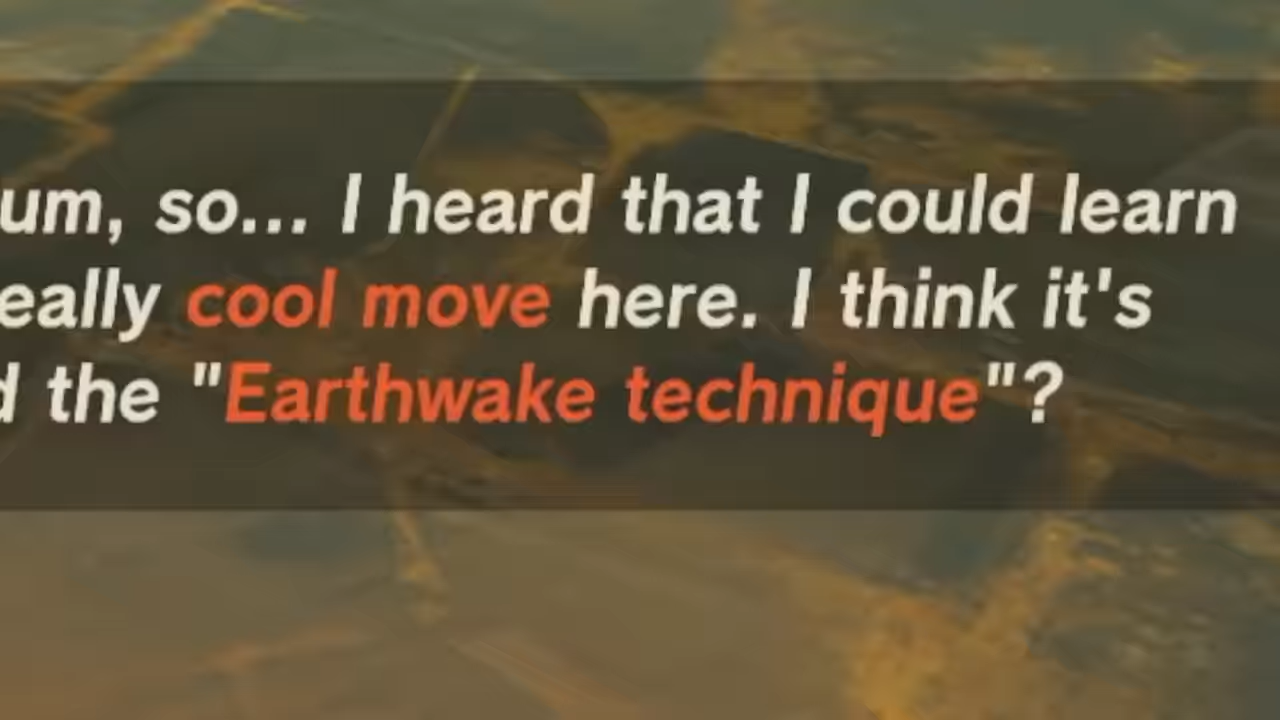 um, so... I heard that I could learn
eally cool move here. I think it's
d the "Earthwake technique"?